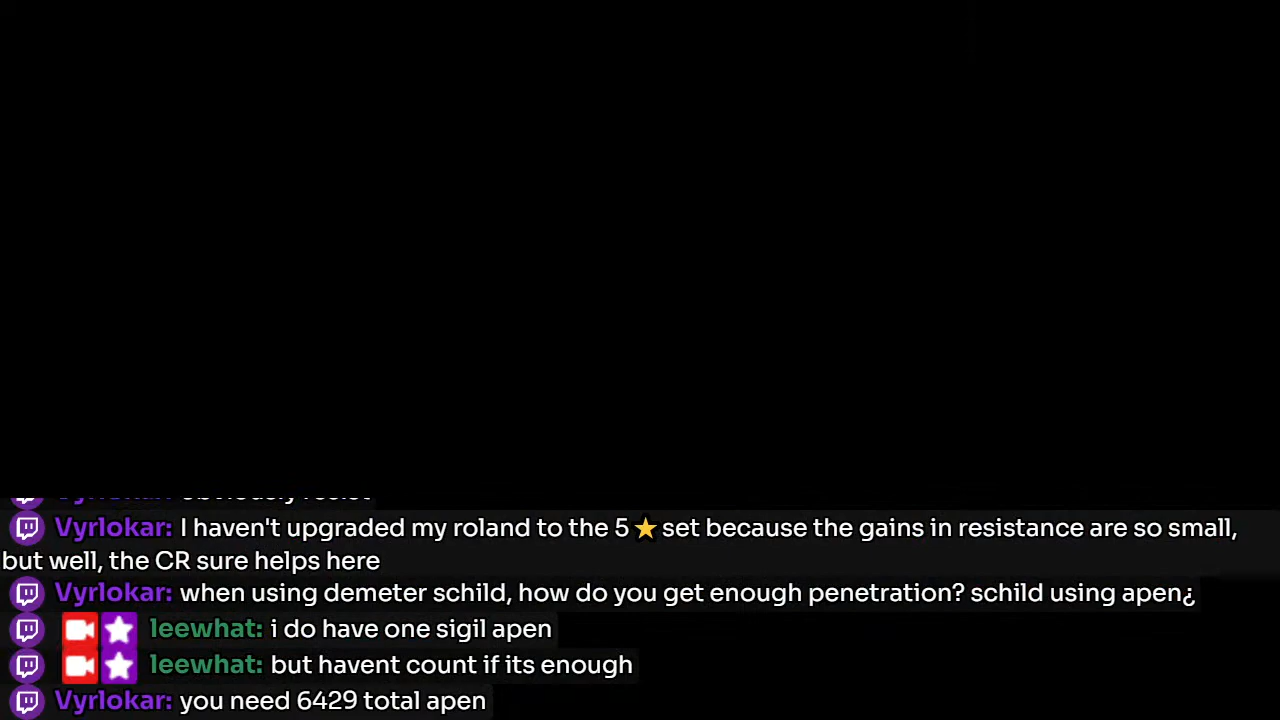 Vyrlokar: I haven't upgraded my roland to the 5⭐set because the gains in resistance are so small,
but well, the CR sure helps here
Vyrlokar: when using demeter schild, how do you get enough penetration? schild using apen¿
leewhat: i do have one sigil apen
leewhat: but havent count if its enough
Vyrlokar: you need 6429 total apen